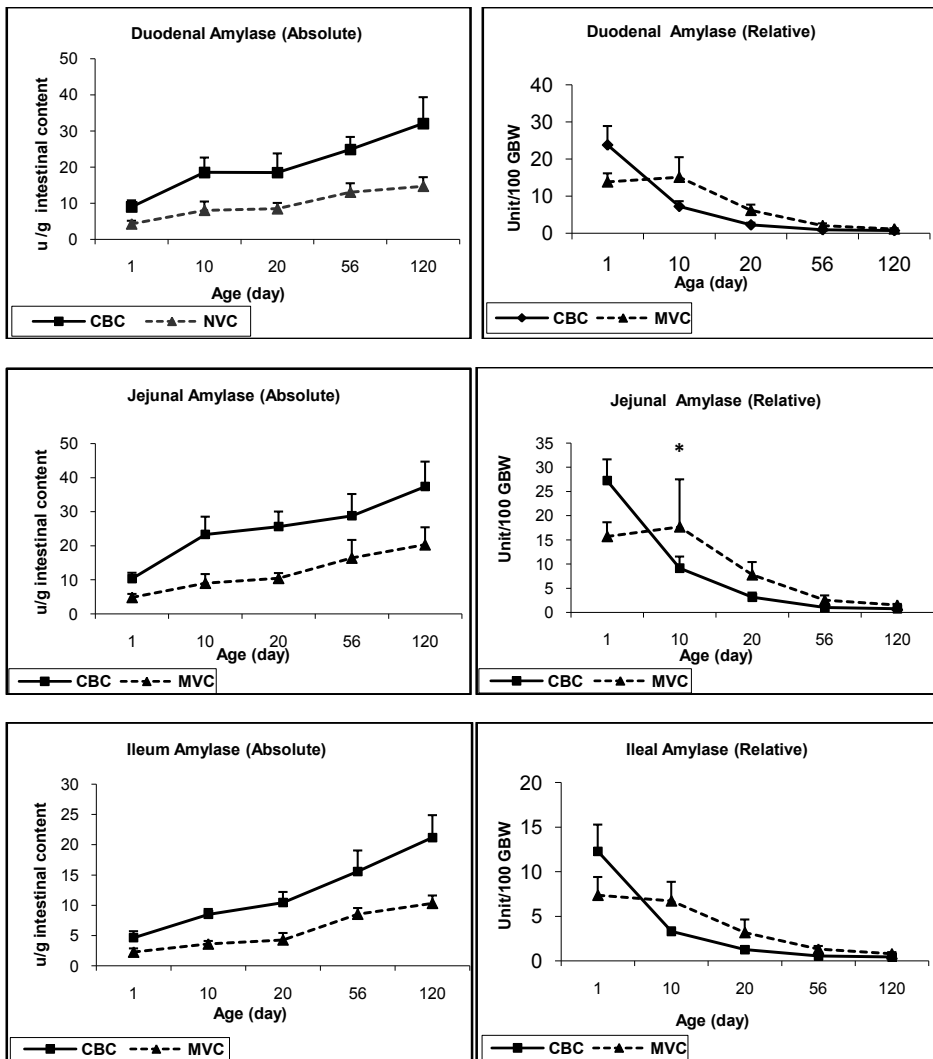 Duodenal Amylase (Absolute)
u/g intestinal content
50
40
30
20
10
0
1 10 20 56 120
Age (day)
CBC NVC
Duodenal Amylase (Relative)
Unit/100 GBW
40
30
20
10
0
1 10 20 56 120
Aga (day)
CBC MVC
Jejunal Amylase (Absolute)
u/g intestinal content
50
40
30
20
10
0
1 10 20 56 120
Age (day)
CBC MVC
Jejunal Amylase (Relative)
Unit/100 GBW
35
30
25
20
15
10
5
0
*
1 10 20 56 120
Age (day)
CBC MVC
Ileum Amylase (Absolute)
u/g intestinal content
30
25
20
15
10
5
0
1 10 20 56 120
Age (day)
CBC MVC
Ileal Amylase (Relative)
Unit/100 GBW
20
15
10
5
0
1 10 20 56 120
Age (day)
CBC MVC